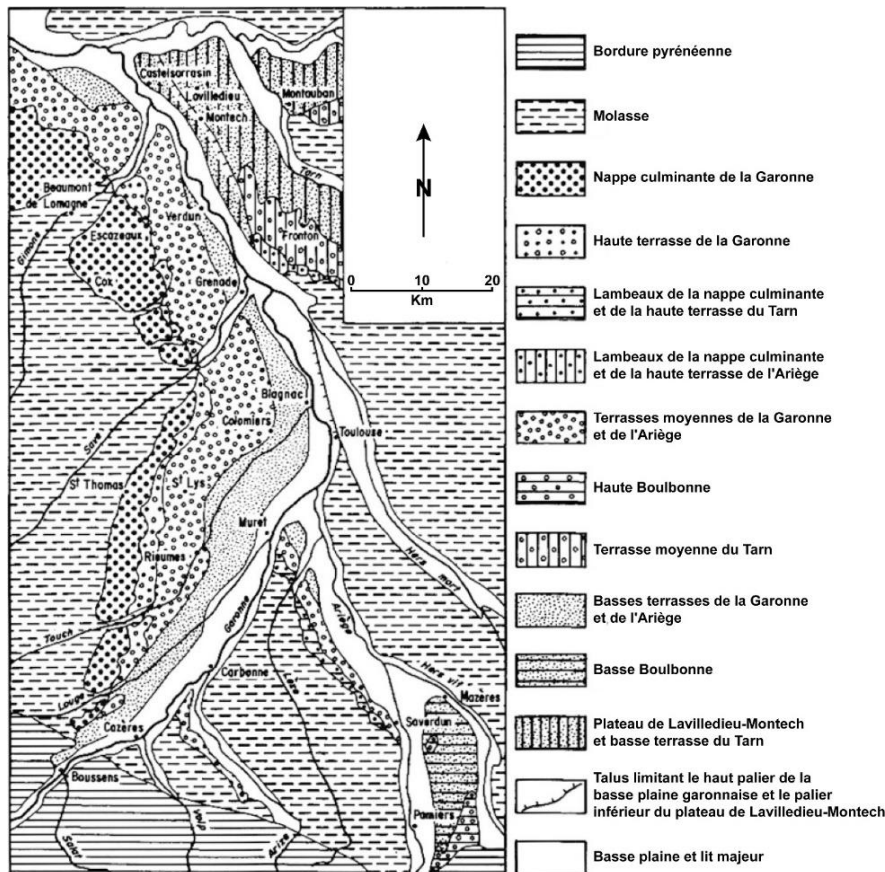 Castelsarrasin
Lavilledieu
Montech
Montauban
Tarn
Beaumont
de Lomagne
Verdun
Fronton
Gimone
Escazeaux
Cox
Grenade
N
0 10 20
Km
Blagnac
Colomiers
Toulouse
Save
St Thomas
St Lys
Muret
Hers mort
Rieumes
Touch
Garonne
Ariège
Louge
Carbonne
Lèze
Hers vif
Mazères
Saverdun
Cazères
Boussens
Volp
Pamiers
Salat
Arize
Bordure pyrénéenne
Molasse
Nappe culminante de la Garonne
Haute terrasse de la Garonne
Lambeaux de la nappe culminante
et de la haute terrasse du Tarn
Lambeaux de la nappe culminante
et de la haute terrasse de l'Ariège
Terrasses moyennes de la Garonne
et de l'Ariège
Haute Boulbonne
Terrasse moyenne du Tarn
Basses terrasses de la Garonne
et de l'Ariège
Basse Boulbonne
Plateau de Lavilledieu-Montech
et basse terrasse du Tarn
Talus limitant le haut palier de la
basse plaine garonnaise et le palier
inférieur du plateau de Lavilledieu-Montech
Basse plaine et lit majeur